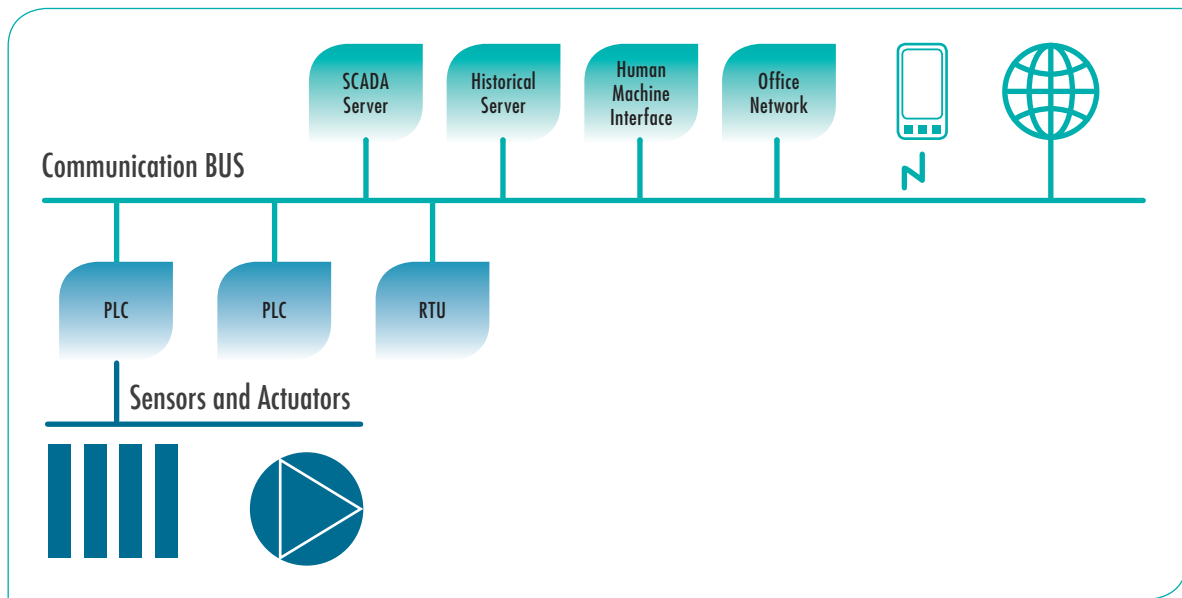 SCADA
Server
Historical
Server
Human
Machine
Interface
Office
Network
Communication BUS
PLC
PLC
RTU
Sensors and Actuators